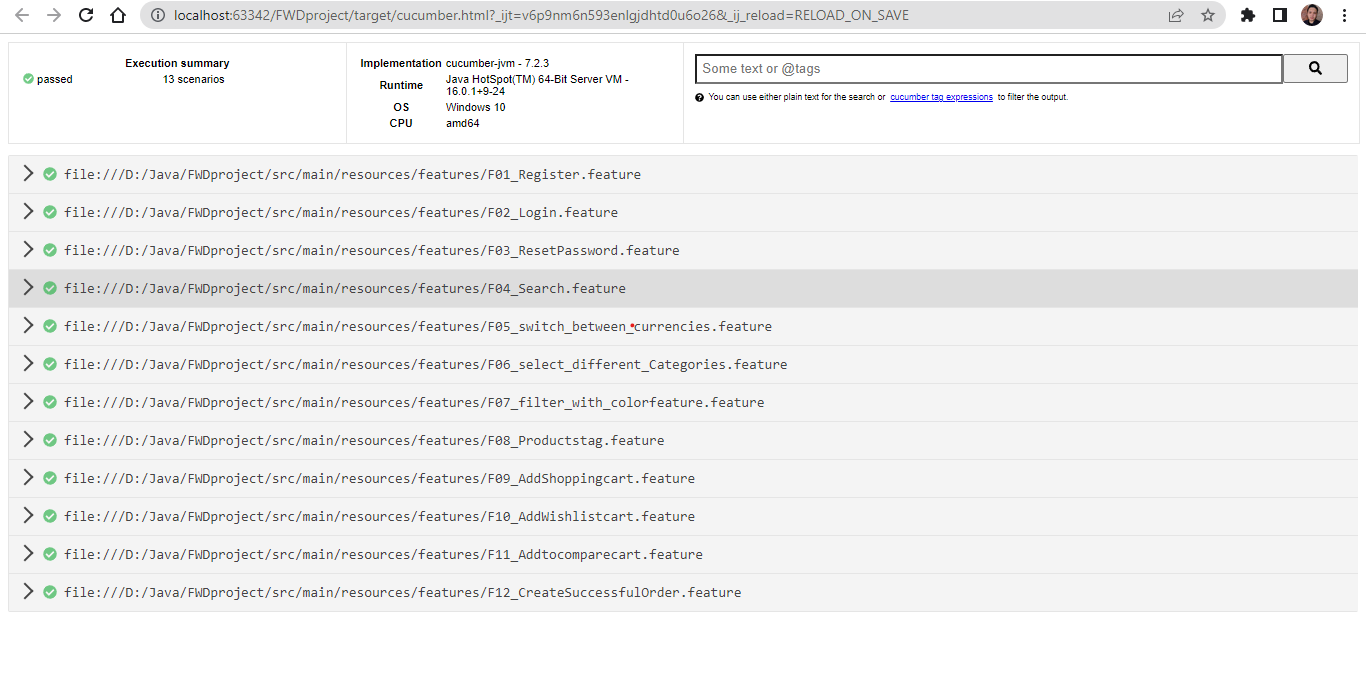 localhost:63342/FWDproject/target/cucumber.html?_ijt=v6p9nm6n593enlgjdhtd0u6o26&_ij_reload=RELOAD_ON_SAVE
Execution summary
passed 13 scenarios
Implementation cucumber-jvm - 7.2.3
Runtime Java HotSpot(TM) 64-Bit Server VM -
16.0.1+9-24
OS Windows 10
CPU amd64
Some text or @tags
You can use either plain text for the search or cucumber tag expressions to filter the output.
file:///D:/Java/FWDproject/src/main/resources/features/F01_Register.feature
file:///D:/Java/FWDproject/src/main/resources/features/F02_Login.feature
file:///D:/Java/FWDproject/src/main/resources/features/F03_ResetPassword.feature
file:///D:/Java/FWDproject/src/main/resources/features/F04_Search.feature
file:///D:/Java/FWDproject/src/main/resources/features/F05_switch_between_currencies.feature
file:///D:/Java/FWDproject/src/main/resources/features/F06_select_different_Categories.feature
file:///D:/Java/FWDproject/src/main/resources/features/F07_filter_with_colorfeature.feature
file:///D:/Java/FWDproject/src/main/resources/features/F08_Productstag.feature
file:///D:/Java/FWDproject/src/main/resources/features/F09_AddShoppingcart.feature
file:///D:/Java/FWDproject/src/main/resources/features/F10_AddWishlistcart.feature
file:///D:/Java/FWDproject/src/main/resources/features/F11_Addtocomparecart.feature
file:///D:/Java/FWDproject/src/main/resources/features/F12_CreateSuccessfulOrder.feature